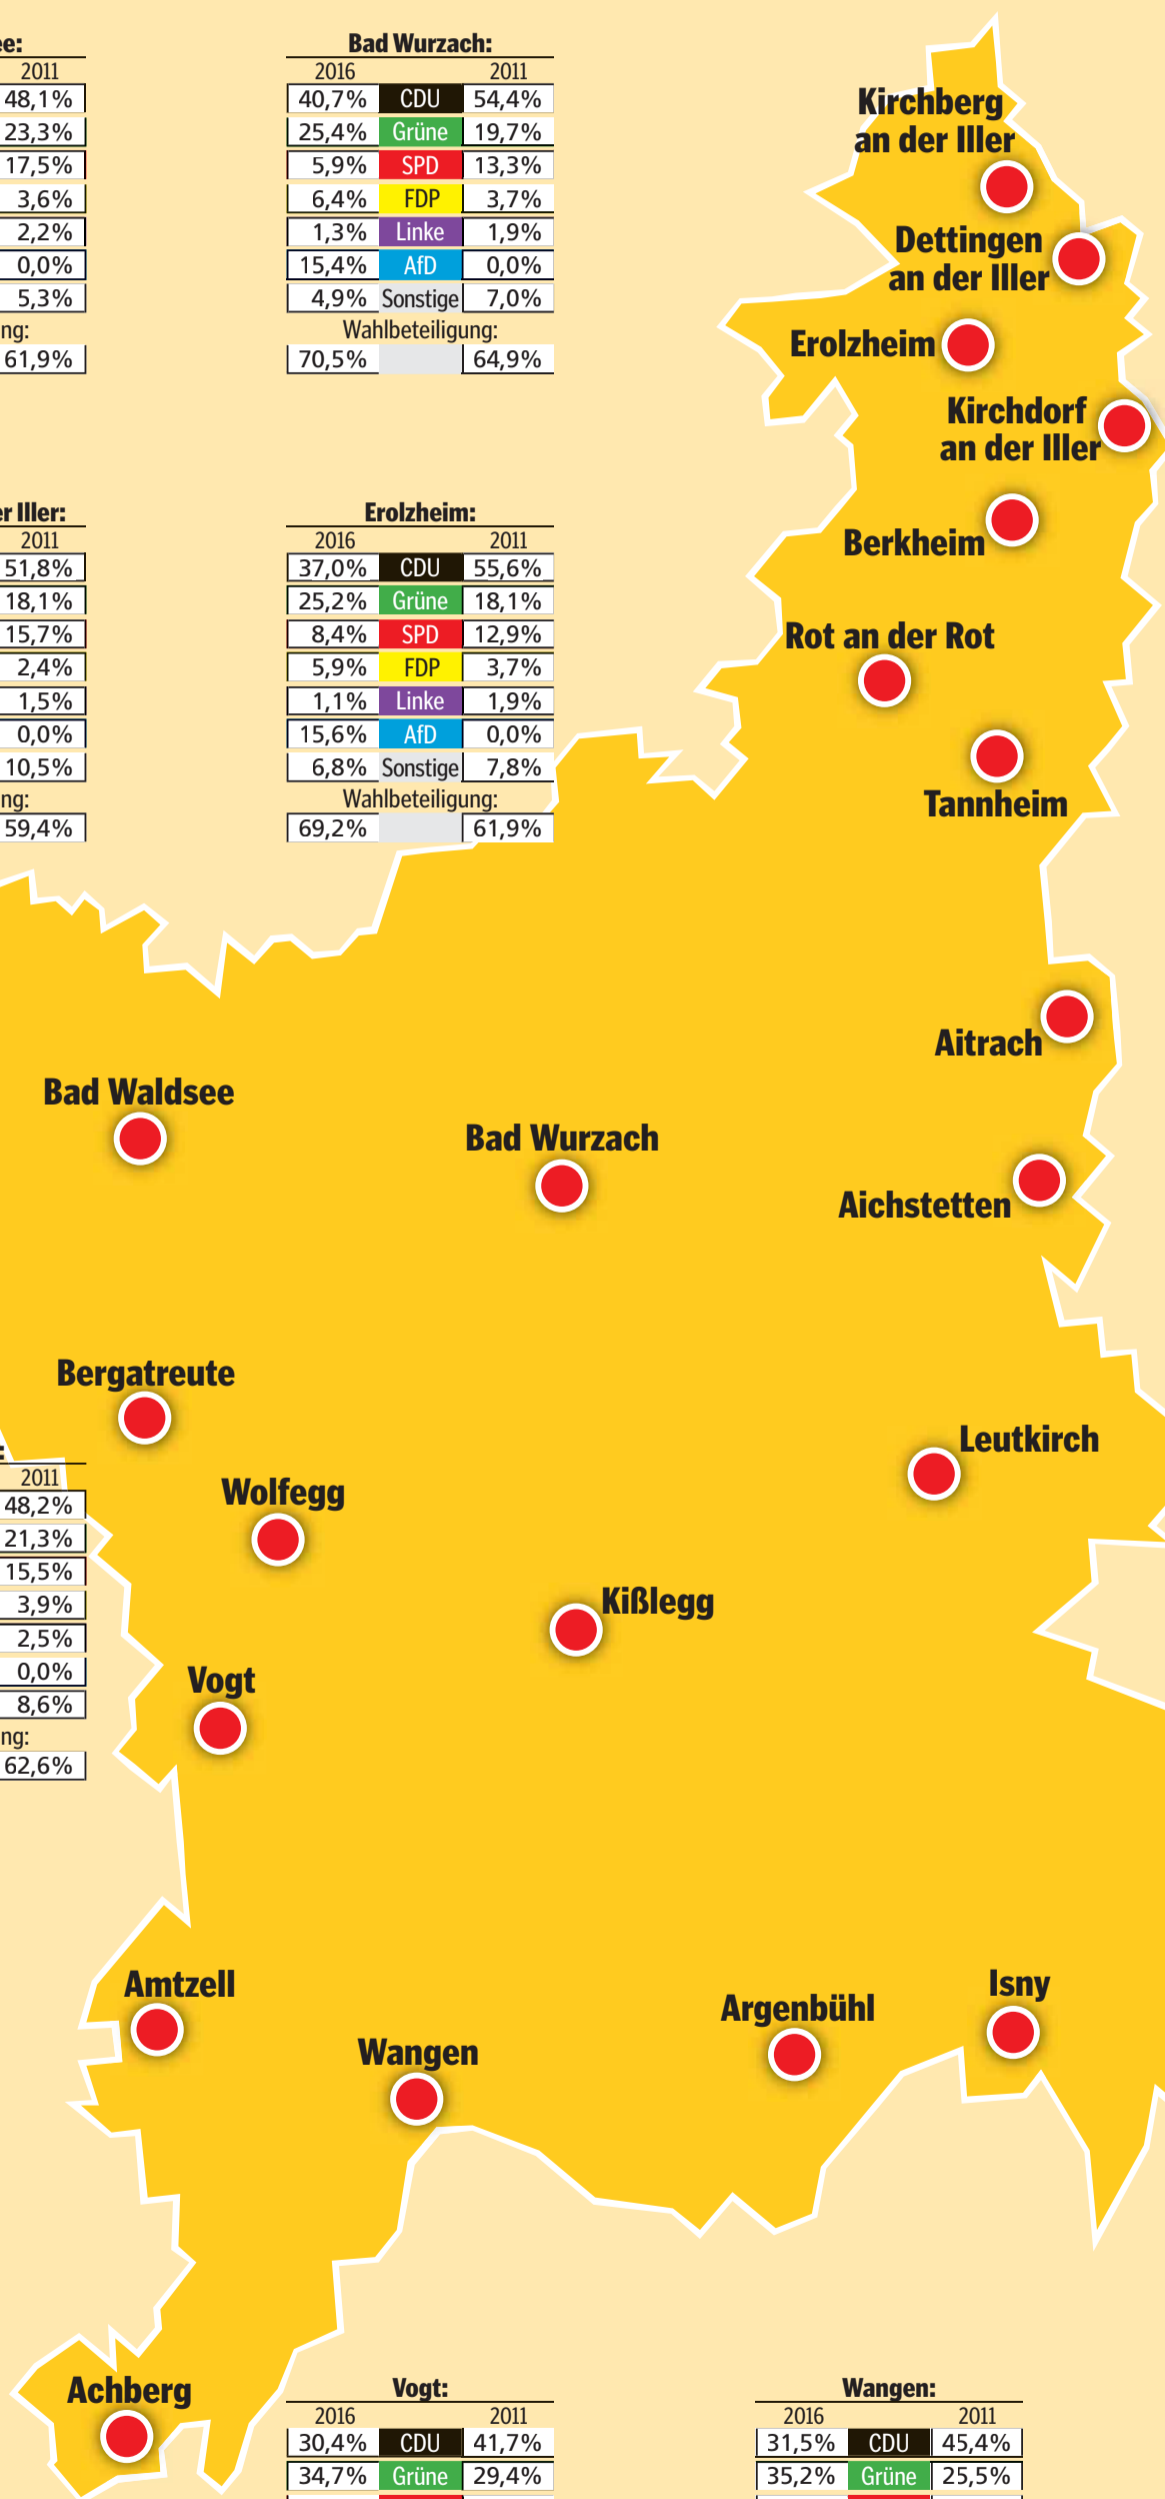 ee:
2011
48,1%
23,3%
17,5%
3,6%
2,2%
0,0%
5,3%
ng:
61,9%
Bad Wurzach:
2016 2011
40,7% CDU 54,4%
25,4% Grüne 19,7%
5,9% SPD 13,3%
6,4% FDP 3,7%
1,3% Linke 1,9%
15,4% AfD 0,0%
4,9% Sonstige 7,0%
Wahlbeteiligung:
70,5% 64,9%
Kirchberg
an der Iller
Dettingen
an der Iller
Erolzheim
Kirchdorf
an der Iller
Berkheim
Rot an der Rot
Tannheim
er Iller:
2011
51,8%
18,1%
15,7%
2,4%
1,5%
0,0%
10,5%
ng:
59,4%
Erolzheim:
2016 2011
37,0% CDU 55,6%
25,2% Grüne 18,1%
8,4% SPD 12,9%
5,9% FDP 3,7%
1,1% Linke 1,9%
15,6% AfD 0,0%
6,8% Sonstige 7,8%
Wahlbeteiligung:
69,2% 61,9%
Aitrach
Bad Waldsee
Bad Wurzach
Aichstetten
Bergatreute
Leutkirch
:
2011
48,2%
21,3%
15,5%
3,9%
2,5%
0,0%
8,6%
ng:
62,6%
Wolfegg
Kißlegg
Vogt
Amtzell
Isny
Argenbühl
Wangen
Achberg
Vogt:
2016 2011
30,4% CDU 41,7%
34,7% Grüne 29,4%
Wangen:
2016 2011
31,5% CDU 45,4%
35,2% Grüne 25,5%